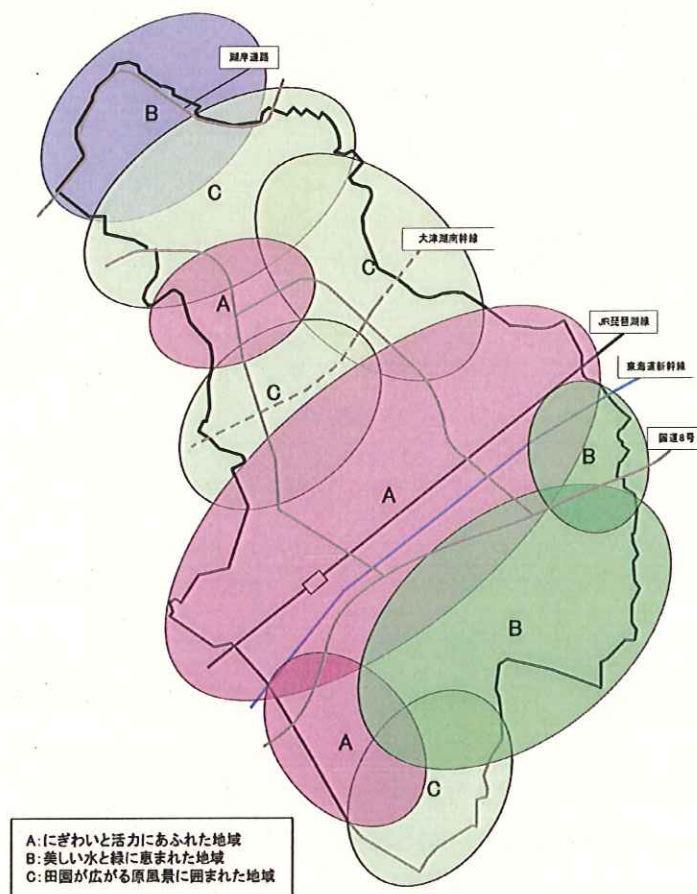 湖岸道路
B
C
大津湖南幹線
C
A
JR琵琶湖線
C
東海道新幹線
B
国道8号
A
B
A
C
A:にぎわいと活力にあふれた地域
B:美しい水と緑に恵まれた地域
C:田園が広がる原風景に囲まれた地域